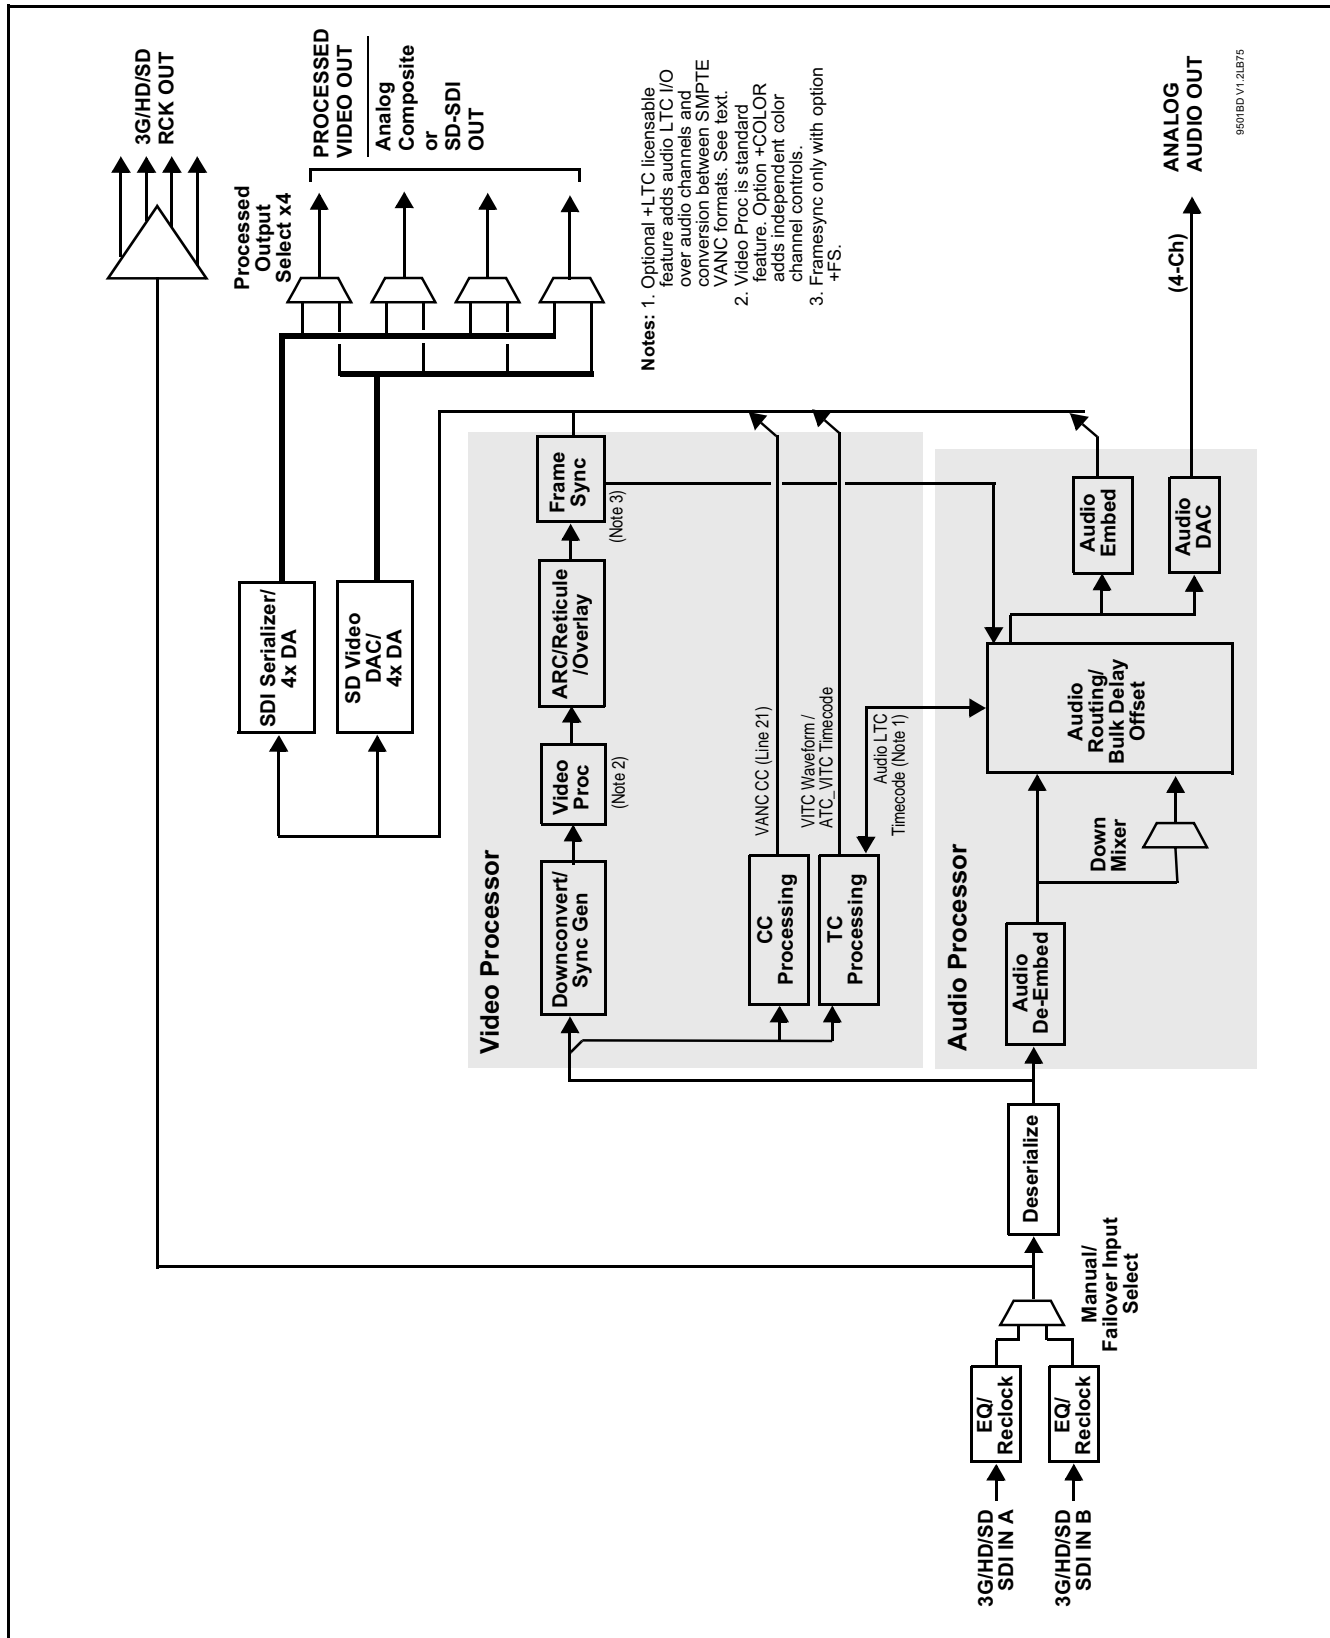 3G/HD/SD
RCK OUT
PROCESSED
VIDEO OUT
Analog
Composite
or
SD-SDI
OUT
Processed
Output
Select x4
Notes: 1. Optional +LTC licensable
feature adds audio LTC I/O
over audio channels and
conversion between SMPTE
VANC formats. See text.
2. Video Proc is standard
feature. Option +COLOR
adds independent color
channel controls.
3. Framesync only with option
+FS.
ANALOG
AUDIO OUT
(4-Ch)
9501BD V1.2LB75
SDI Serializer/
4x DA
SD Video
DAC/
4x DA
Video Processor
Downconvert/
Sync Gen
Video
Proc
(Note 2)
ARC/Reticule
/Overlay
Frame
Sync
(Note 3)
CC
Processing
VANC CC (Line 21)
TC
Processing
VITC Waveform /
ATC_VITC Timecode
Audio LTC
Timecode (Note 1)
Audio Processor
Audio
De-Embed
Down
Mixer
Audio
Routing/
Bulk Delay
Offset
Audio
Embed
Audio
DAC
Deserialize
Manual/
Failover Input
Select
EQ/
Reclock
EQ/
Reclock
3G/HD/SD
SDI IN A
3G/HD/SD
SDI IN B